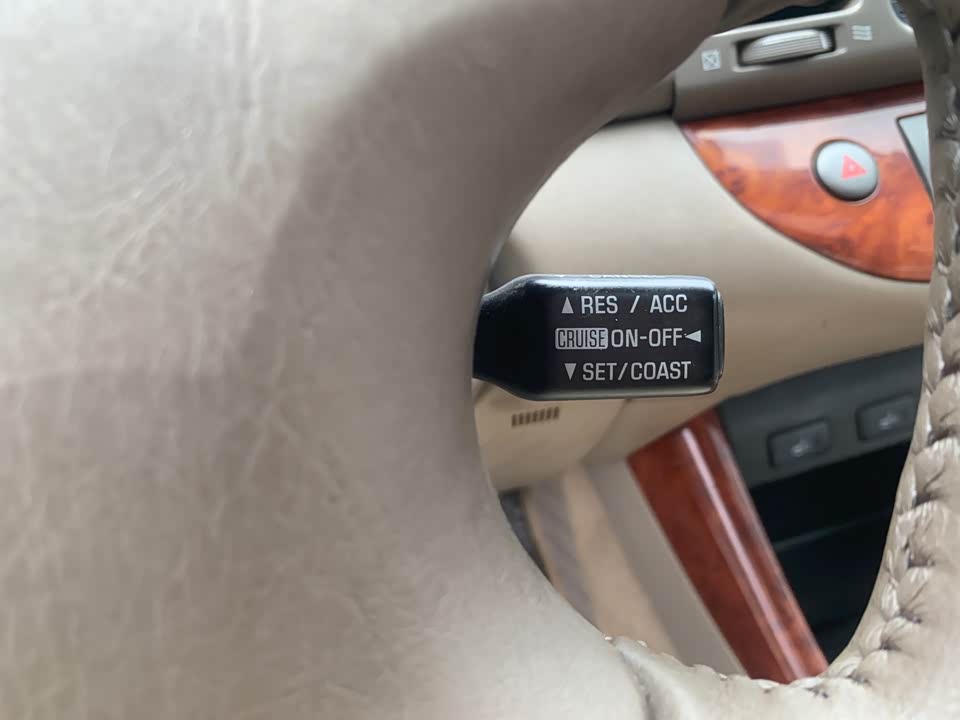 ▲ RES / ACC
CRUISE ON-OFF ◄
▼ SET/COAST